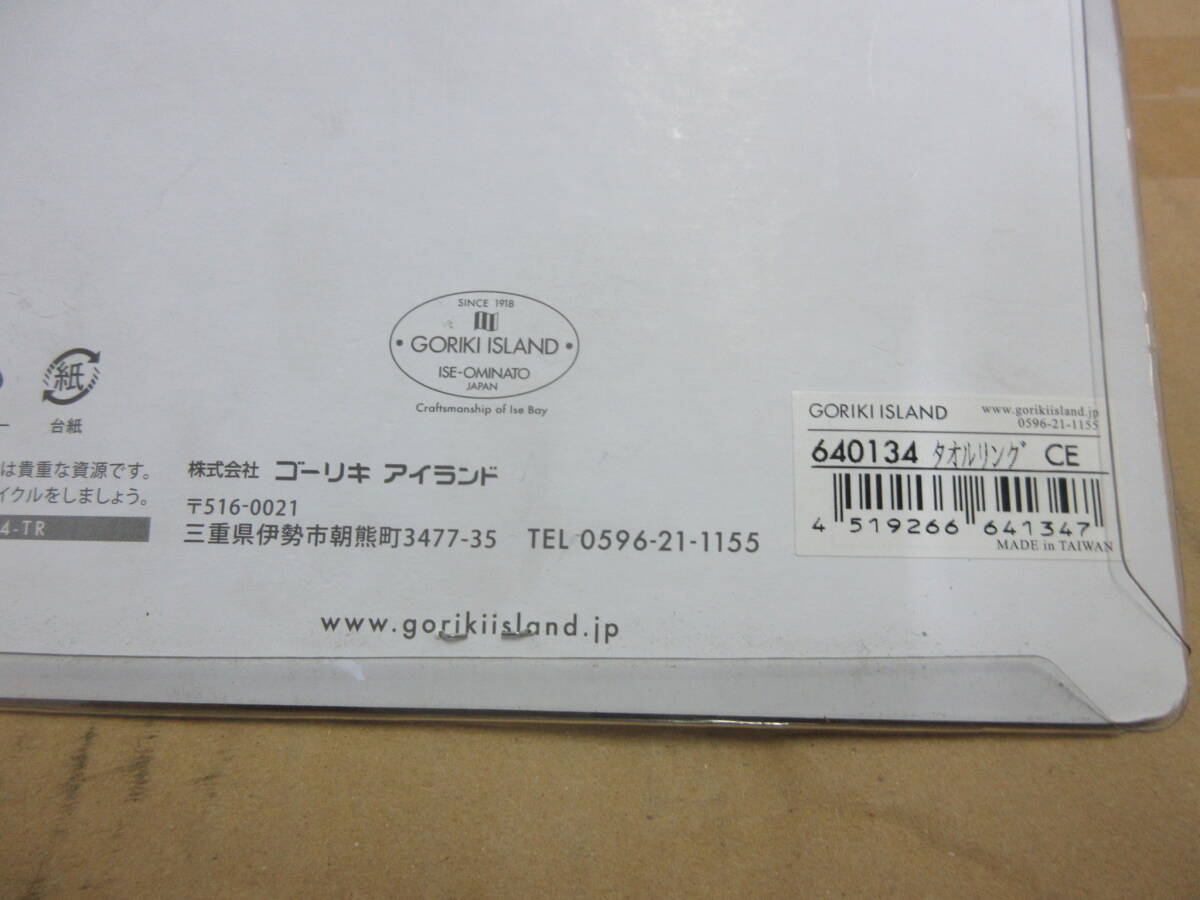 SINCE 1918
GORIKI ISLAND
ISE-OMINATO
JAPAN
Craftsmanship of Ise Bay
紙
台紙
は貴重な資源です。
イクルをしましょう。
4-TR
株式会社 ゴーリキ アイランド
〒516-0021
三重県伊勢市朝熊町3477-35 TEL 0596-21-1155
www.gorikiisland.jp
GORIKI ISLAND www.gorikiisland.jp
0596-21-1155
640134 ﾀｵﾙﾘﾝｸﾞ CE
4 519266 641347
MADE in TAIWAN